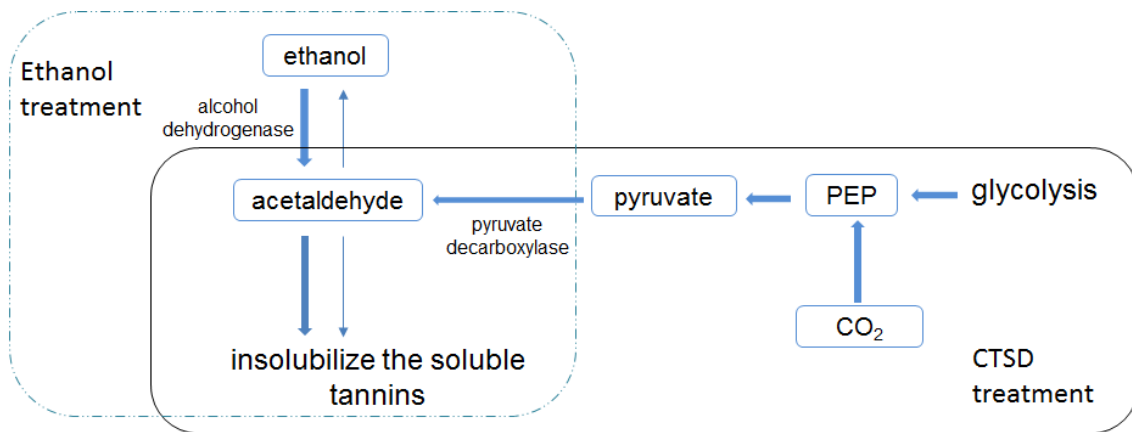 Ethanol
treatment
ethanol
alcohol
dehydrogenase
acetaldehyde
pyruvate
decarboxylase
pyruvate
PEP
glycolysis
CO₂
insolubilize the soluble
tannins
CTSD
treatment